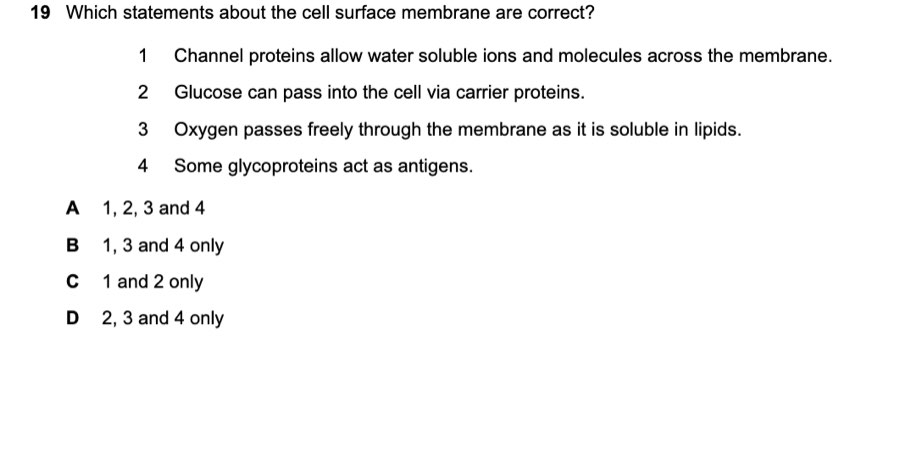 19 Which statements about the cell surface membrane are correct?
1 Channel proteins allow water soluble ions and molecules across the membrane.
2 Glucose can pass into the cell via carrier proteins.
3 Oxygen passes freely through the membrane as it is soluble in lipids.
4 Some glycoproteins act as antigens.
A 1, 2, 3 and 4
B 1, 3 and 4 only
C 1 and 2 only
D 2, 3 and 4 only